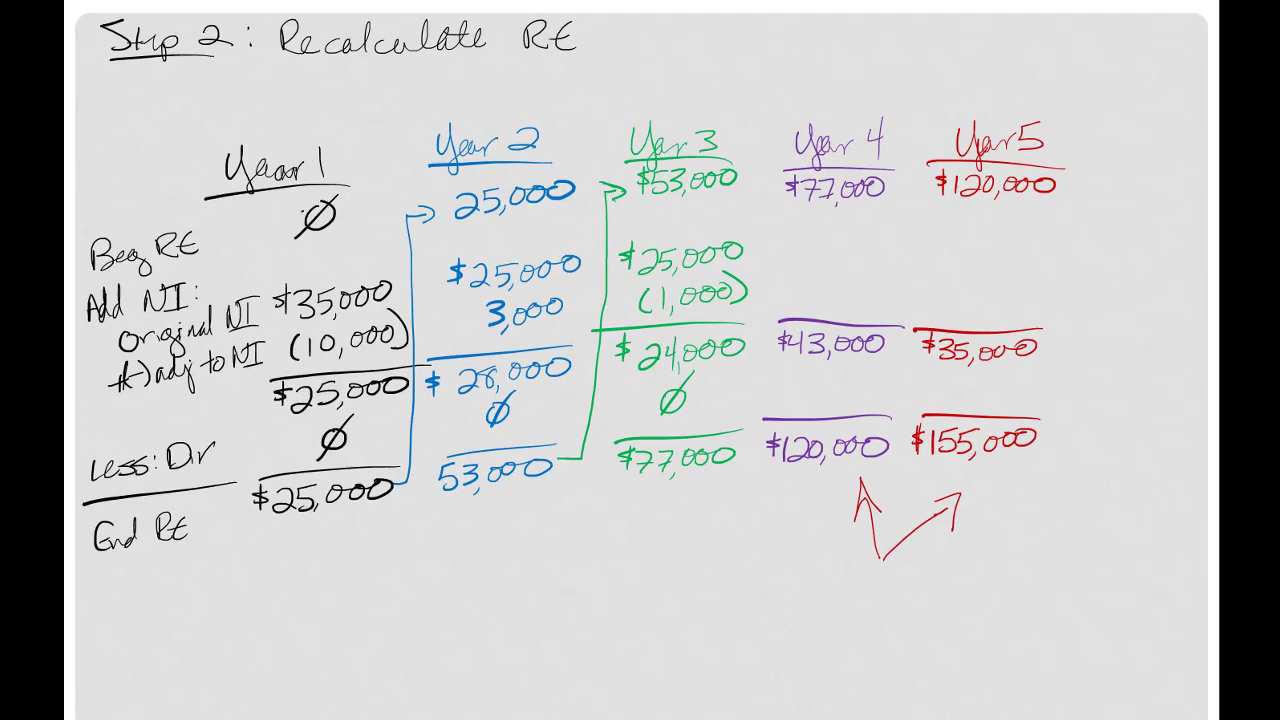 Step 2: Recalculate RE
Year 1 Year 2 Year 3 Year 4 Year 5
Beg RE Ø 25,000 $53,000 $77,000 $120,000
Add NI:
Original NI $35,000 $25,000 $25,000
(±) adj to NI (10,000) 3,000 (1,000)
$25,000 $28,000 $24,000 $43,000 $35,000
Less: Div Ø Ø Ø
End RE $25,000 53,000 $77,000 $120,000 $155,000